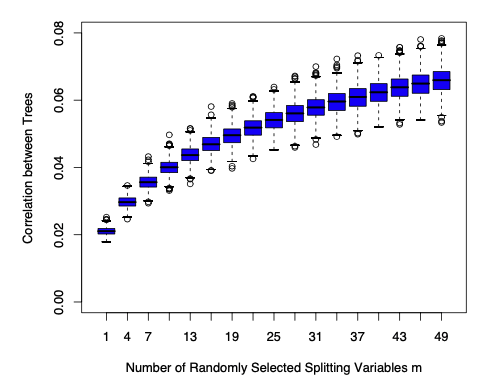 Correlation between Trees
0.08
0.06
0.04
0.02
0.00
1 4 7 13 19 25 31 37 43 49
Number of Randomly Selected Splitting Variables m